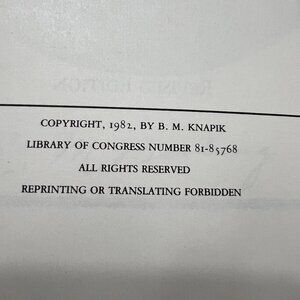 COPYRIGHT, 1982, BY B. M. KNAPIK
LIBRARY OF CONGRESS NUMBER 81-85768
ALL RIGHTS RESERVED
REPRINTING OR TRANSLATING FORBIDDEN